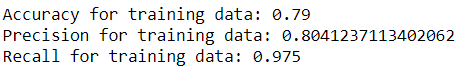 Accuracy for training data: 0.79
Precision for training data: 0.8041237113402062
Recall for training data: 0.975